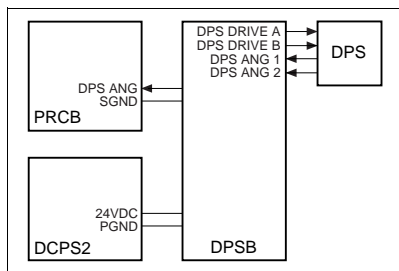 DPS DRIVE A
DPS DRIVE B
DPS ANG 1
DPS ANG 2
DPS
DPS ANG
SGND
PRCB
24VDC
PGND
DCPS2
DPSB